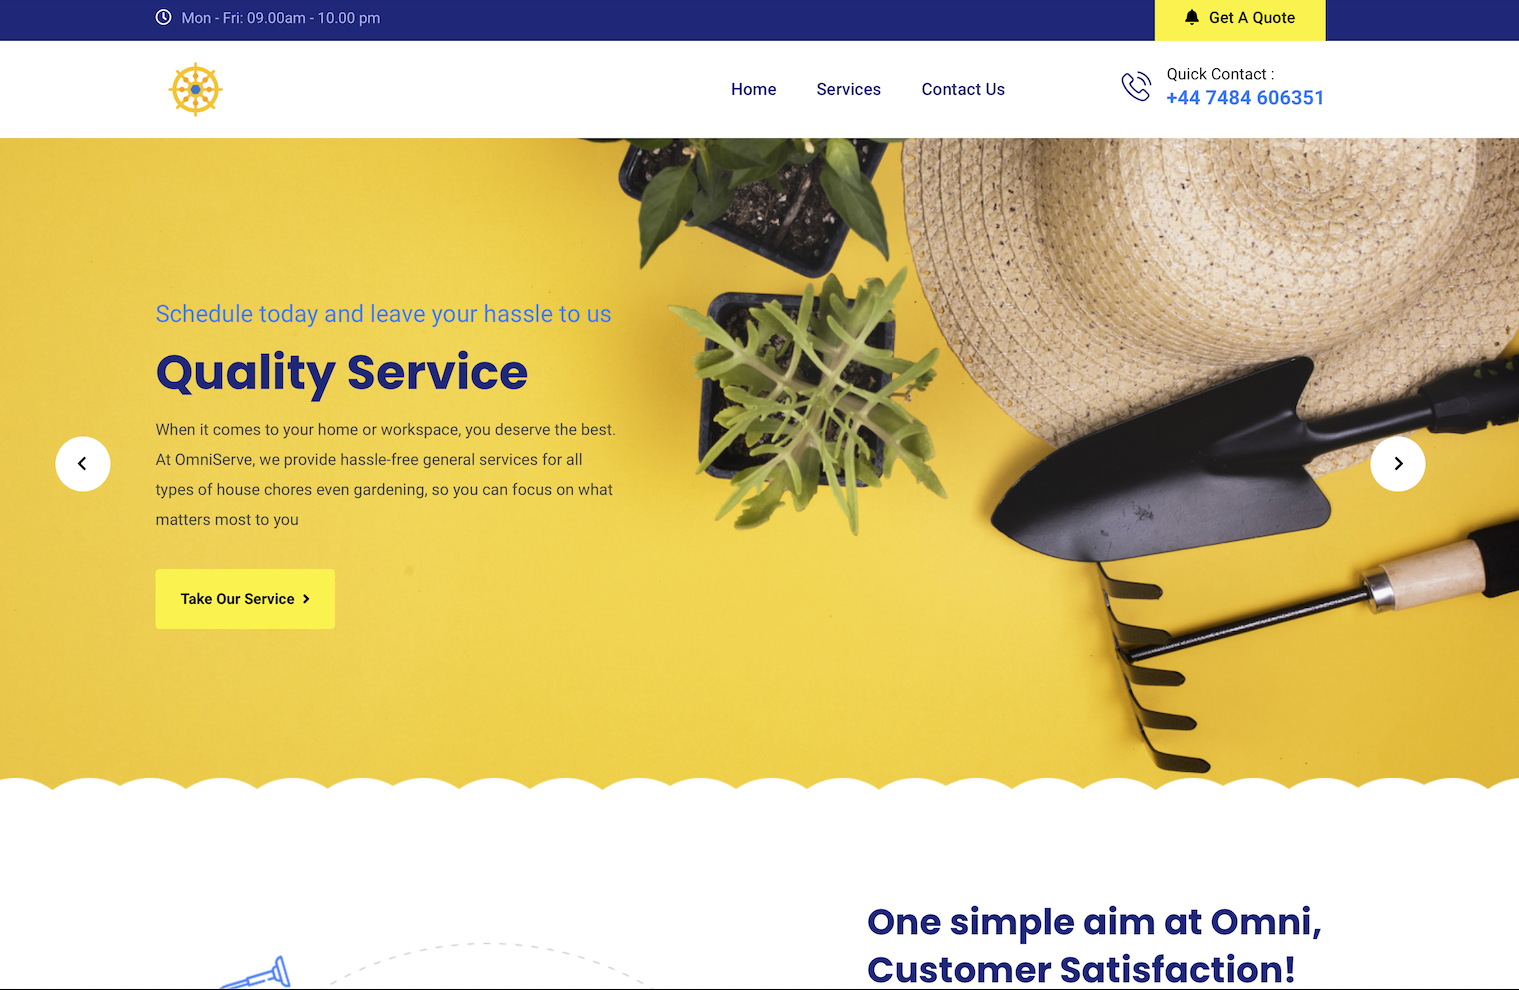 Mon - Fri: 09.00am - 10.00 pm
Get A Quote
Home
Services
Contact Us
Quick Contact :
+44 7484 606351
Schedule today and leave your hassle to us
Quality Service
When it comes to your home or workspace, you deserve the best.
At OmniServe, we provide hassle-free general services for all
types of house chores even gardening, so you can focus on what
matters most to you
Take Our Service
One simple aim at Omni,
Customer Satisfaction!